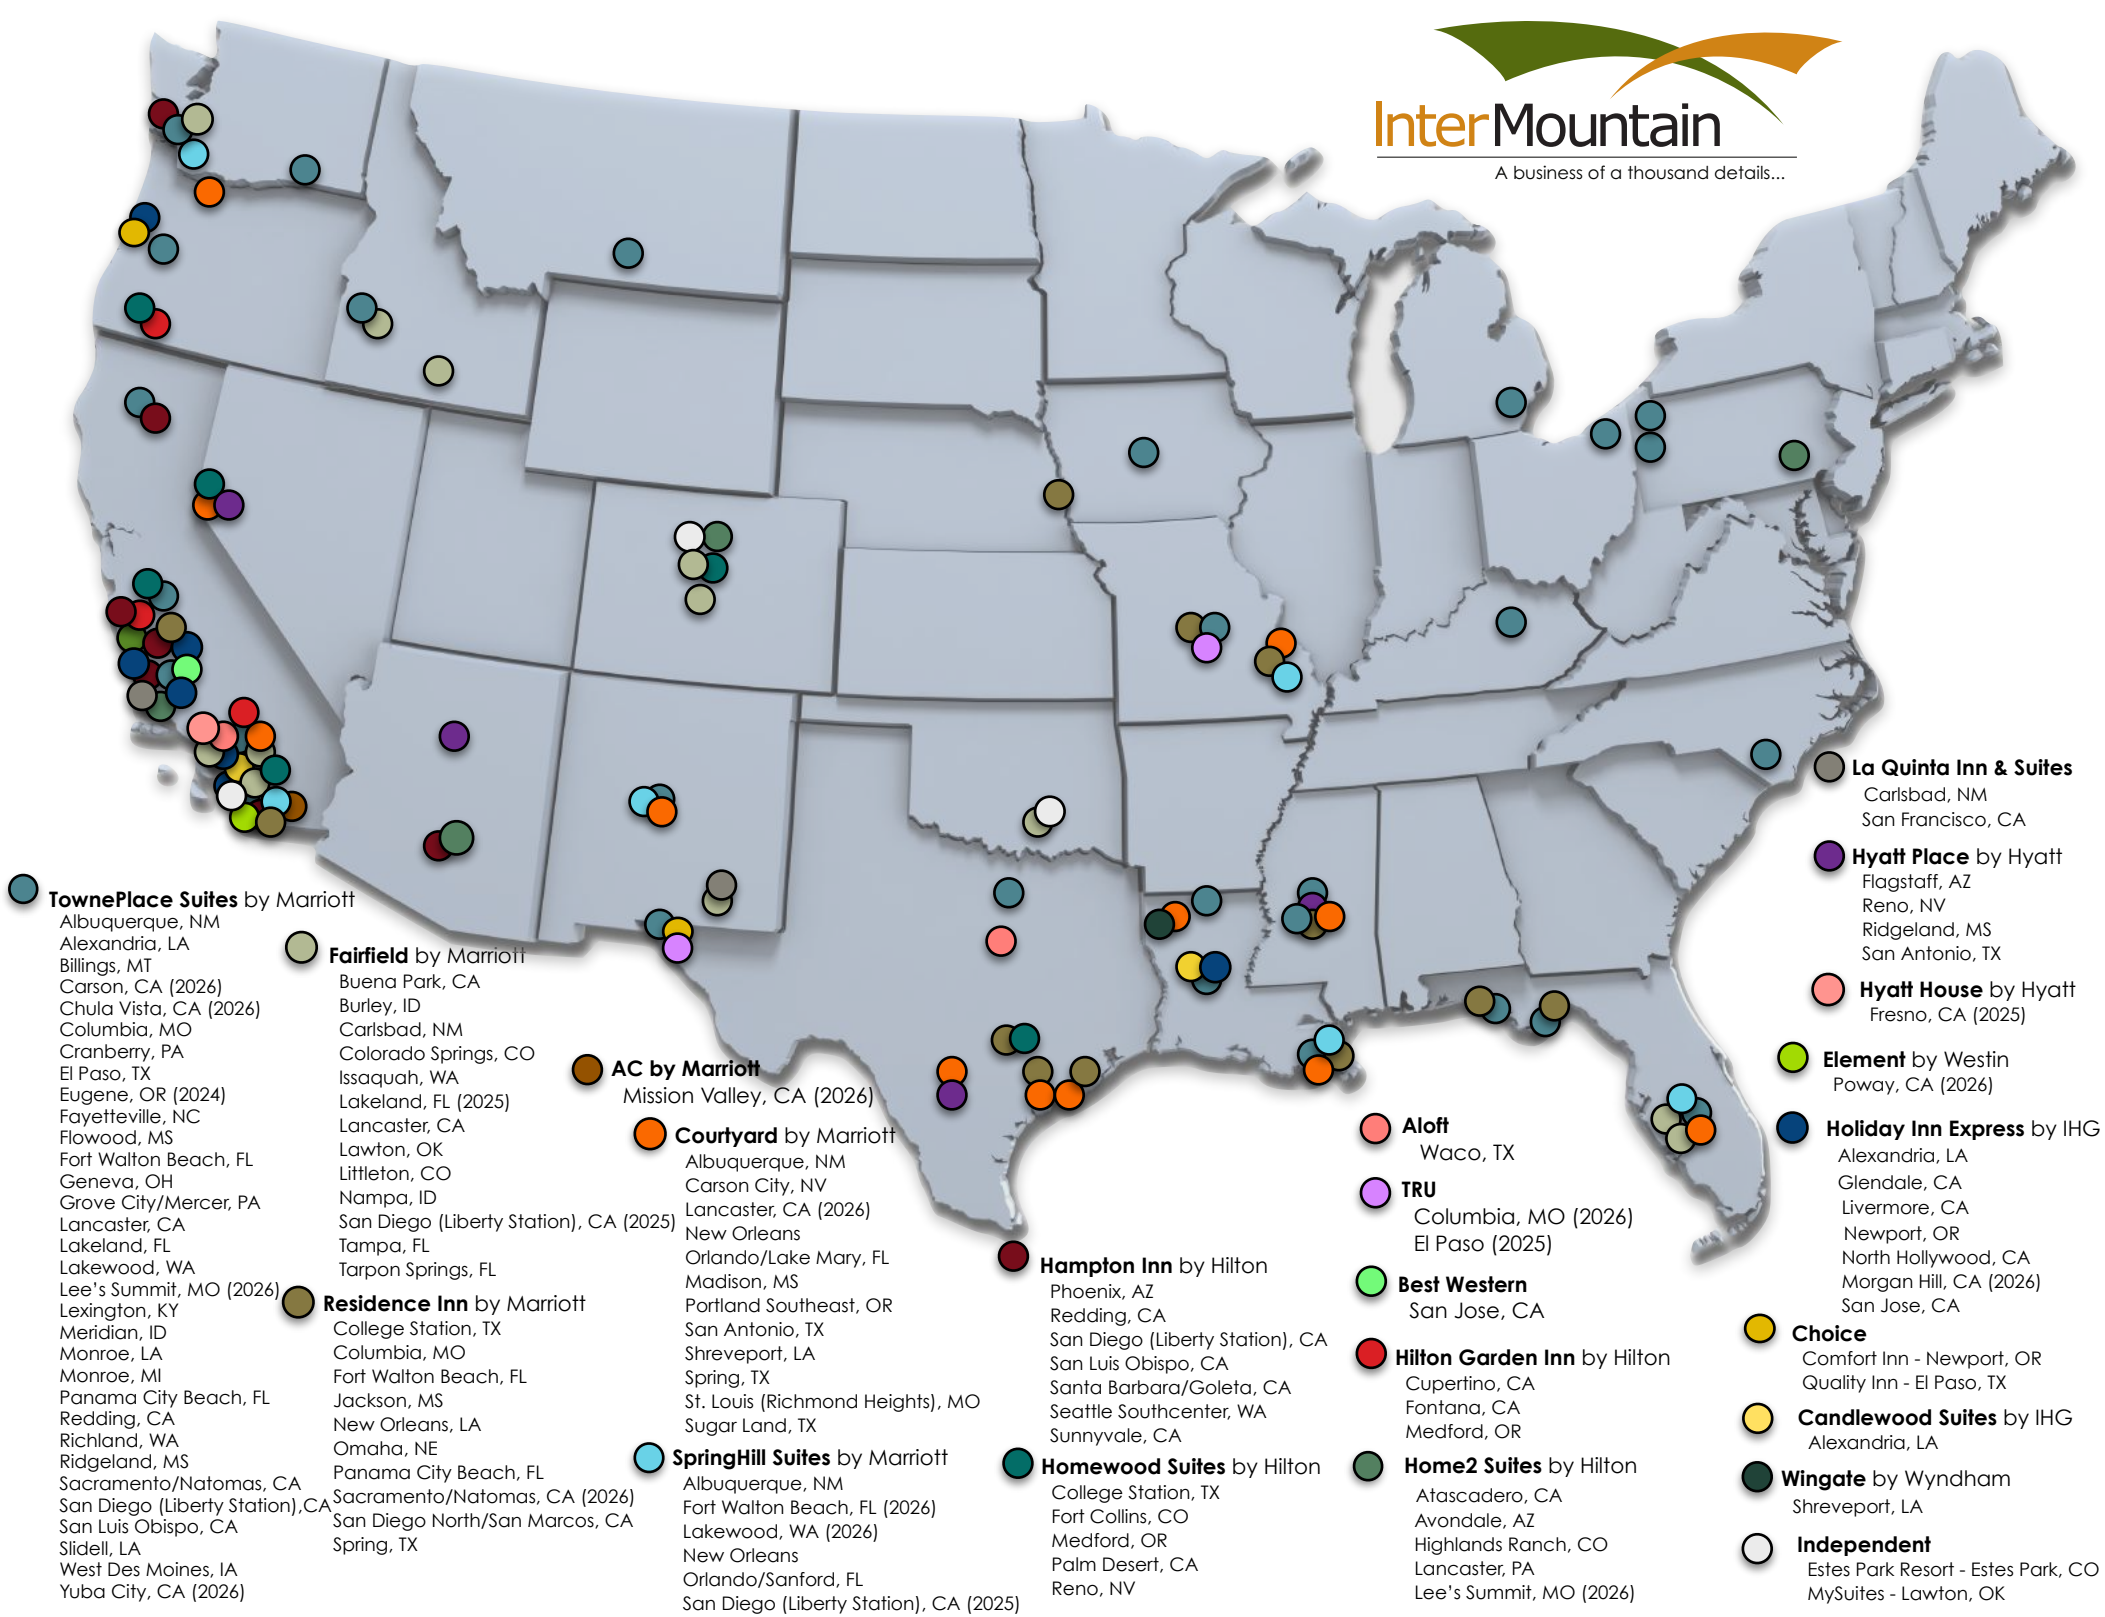 InterMountain
A business of a thousand details...
TownePlace Suites by Marriott
Albuquerque, NM
Alexandria, LA
Billings, MT
Carson, CA (2026)
Chula Vista, CA (2026)
Columbia, MO
Cranberry, PA
El Paso, TX
Eugene, OR (2024)
Fayetteville, NC
Flowood, MS
Fort Walton Beach, FL
Geneva, OH
Grove City/Mercer, PA
Lancaster, CA
Lakeland, FL
Lakewood, WA
Lee's Summit, MO (2026)
Lexington, KY
Meridian, ID
Monroe, LA
Monroe, MI
Panama City Beach, FL
Redding, CA
Richland, WA
Ridgeland, MS
Sacramento/Natomas, CA
San Diego (Liberty Station),CA
San Luis Obispo, CA
Slidell, LA
West Des Moines, IA
Yuba City, CA (2026)
Fairfield by Marriott
Buena Park, CA
Burley, ID
Carlsbad, NM
Colorado Springs, CO
Issaquah, WA
Lakeland, FL (2025)
Lancaster, CA
Lawton, OK
Littleton, CO
Nampa, ID
San Diego (Liberty Station), CA (2025)
Tampa, FL
Tarpon Springs, FL
Residence Inn by Marriott
College Station, TX
Columbia, MO
Fort Walton Beach, FL
Jackson, MS
New Orleans, LA
Omaha, NE
Panama City Beach, FL
Sacramento/Natomas, CA (2026)
San Diego North/San Marcos, CA
Spring, TX
AC by Marriott
Mission Valley, CA (2026)
Courtyard by Marriott
Albuquerque, NM
Carson City, NV
Lancaster, CA (2026)
New Orleans
Orlando/Lake Mary, FL
Madison, MS
Portland Southeast, OR
San Antonio, TX
Shreveport, LA
Spring, TX
St. Louis (Richmond Heights), MO
Sugar Land, TX
SpringHill Suites by Marriott
Albuquerque, NM
Fort Walton Beach, FL (2026)
Lakewood, WA (2026)
New Orleans
Orlando/Sanford, FL
San Diego (Liberty Station), CA (2025)
Hampton Inn by Hilton
Phoenix, AZ
Redding, CA
San Diego (Liberty Station), CA
San Luis Obispo, CA
Santa Barbara/Goleta, CA
Seattle Southcenter, WA
Sunnyvale, CA
Homewood Suites by Hilton
College Station, TX
Fort Collins, CO
Medford, OR
Palm Desert, CA
Reno, NV
Aloft
Waco, TX
TRU
Columbia, MO (2026)
El Paso (2025)
Best Western
San Jose, CA
Hilton Garden Inn by Hilton
Cupertino, CA
Fontana, CA
Medford, OR
Home2 Suites by Hilton
Atascadero, CA
Avondale, AZ
Highlands Ranch, CO
Lancaster, PA
Lee's Summit, MO (2026)
La Quinta Inn & Suites
Carlsbad, NM
San Francisco, CA
Hyatt Place by Hyatt
Flagstaff, AZ
Reno, NV
Ridgeland, MS
San Antonio, TX
Hyatt House by Hyatt
Fresno, CA (2025)
Element by Westin
Poway, CA (2026)
Holiday Inn Express by IHG
Alexandria, LA
Glendale, CA
Livermore, CA
Newport, OR
North Hollywood, CA
Morgan Hill, CA (2026)
San Jose, CA
Choice
Comfort Inn - Newport, OR
Quality Inn - El Paso, TX
Candlewood Suites by IHG
Alexandria, LA
Wingate by Wyndham
Shreveport, LA
Independent
Estes Park Resort - Estes Park, CO
MySuites - Lawton, OK